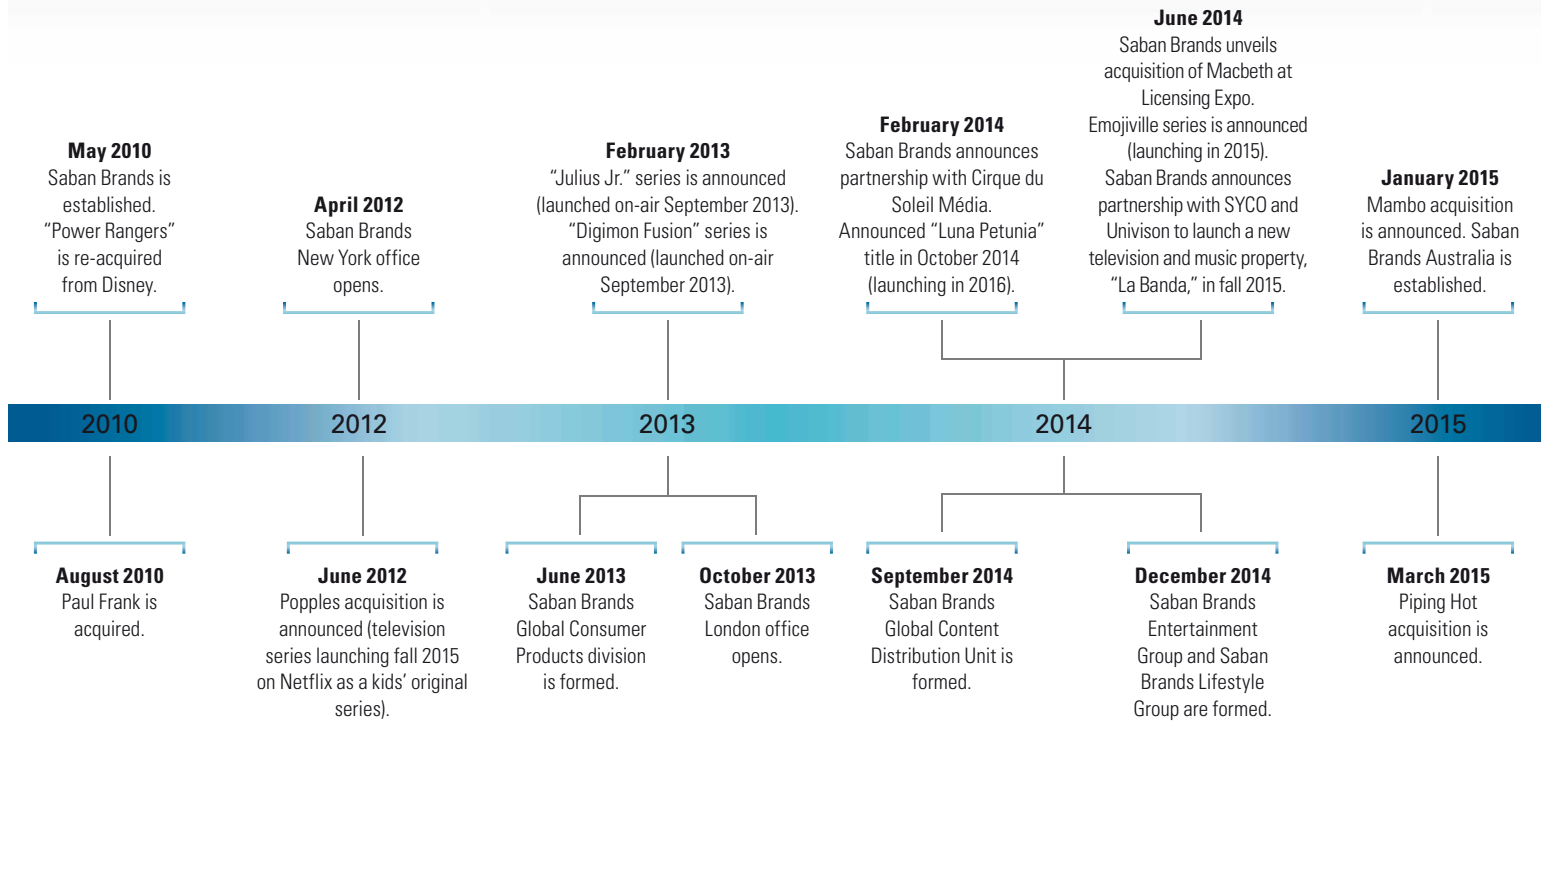 May 2010
Saban Brands is
established.
“Power Rangers”
is re-acquired
from Disney.
April 2012
Saban Brands
New York office
opens.
February 2013
“Julius Jr.” series is announced
(launched on-air September 2013).
“Digimon Fusion” series is
announced (launched on-air
September 2013).
February 2014
Saban Brands announces
partnership with Cirque du
Soleil Média.
Announced “Luna Petunia”
title in October 2014
(launching in 2016).
June 2014
Saban Brands unveils
acquisition of Macbeth at
Licensing Expo.
Emojiville series is announced
(launching in 2015).
Saban Brands announces
partnership with SYCO and
Univison to launch a new
television and music property,
“La Banda,” in fall 2015.
January 2015
Mambo acquisition
is announced. Saban
Brands Australia is
established.
2010
2012
2013
2014
2015
August 2010
Paul Frank is
acquired.
June 2012
Popples acquisition is
announced (television
series launching fall 2015
on Netflix as a kids’ original
series).
June 2013
Saban Brands
Global Consumer
Products division
is formed.
October 2013
Saban Brands
London office
opens.
September 2014
Saban Brands
Global Content
Distribution Unit is
formed.
December 2014
Saban Brands
Entertainment
Group and Saban
Brands Lifestyle
Group are formed.
March 2015
Piping Hot
acquisition is
announced.